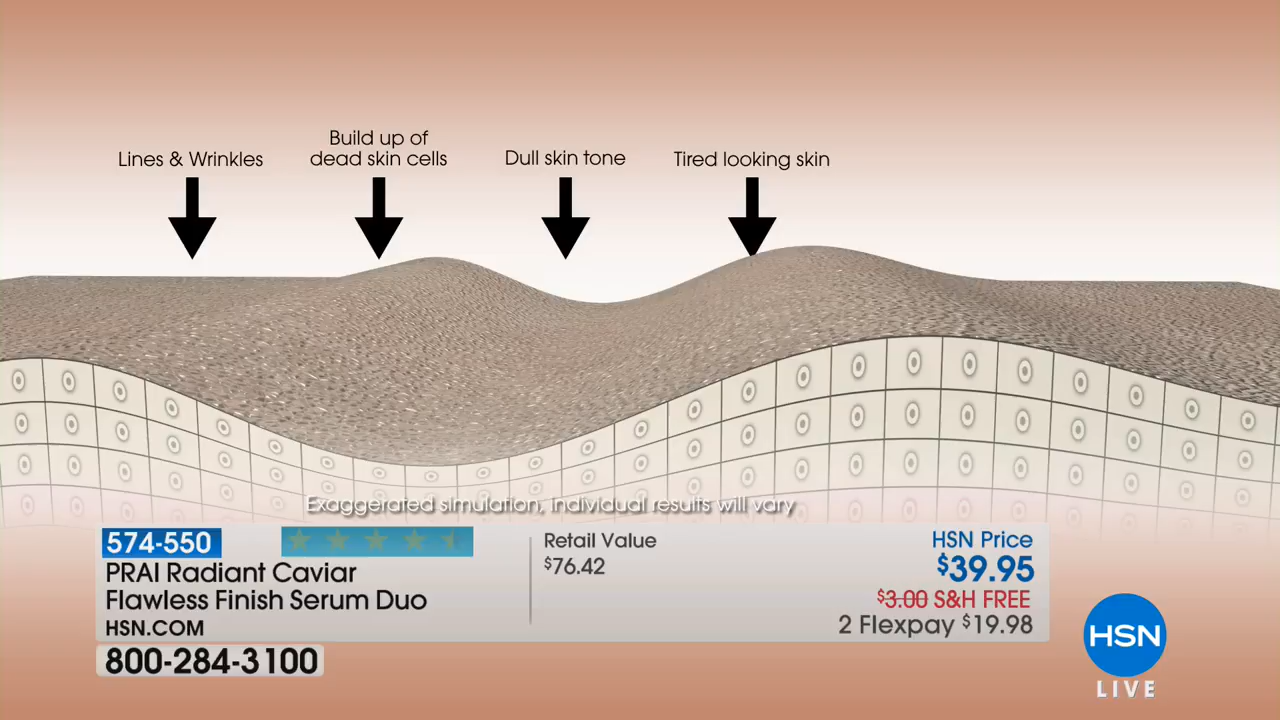 Build up of
Lines & Wrinkles
dead skin cells
Dull skin tone
Tired looking skin
Exaggerated simulation, individual results will vary
574-550
PRAI Radiant Caviar
Flawless Finish Serum Duo
HSN.COM
800-284-3100
Retail Value
$76.42
HSN Price
$39.95
$3.00 S&H FREE
2 Flexpay $19.98
HSN
LIVE